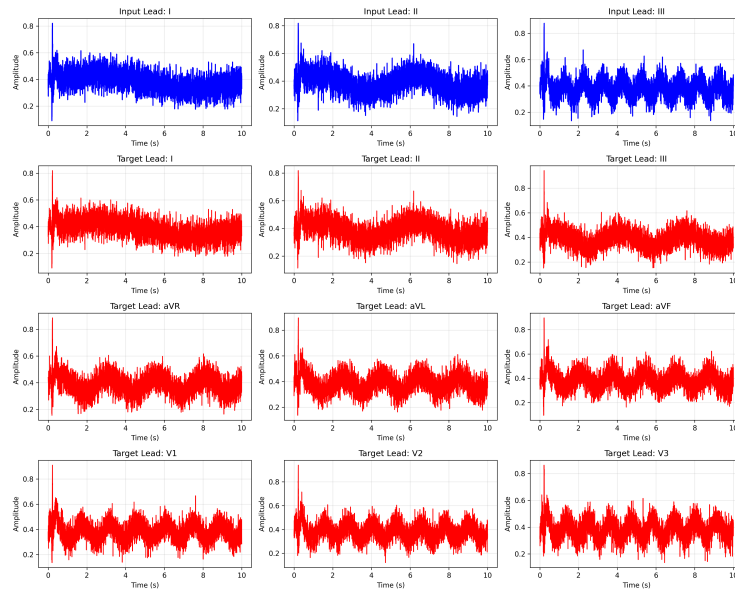 Input Lead: I
Amplitude
0.8
0.6
0.4
0.2
0 2 4 6 8 10
Time (s)
Input Lead: II
Amplitude
0.8
0.6
0.4
0.2
0 2 4 6 8 10
Time (s)
Input Lead: III
Amplitude
0.8
0.6
0.4
0.2
0 2 4 6 8 10
Time (s)
Target Lead: I
Amplitude
0.8
0.6
0.4
0.2
0 2 4 6 8 10
Time (s)
Target Lead: II
Amplitude
0.8
0.6
0.4
0.2
0 2 4 6 8 10
Time (s)
Target Lead: III
Amplitude
0.8
0.6
0.4
0.2
0 2 4 6 8 10
Time (s)
Target Lead: aVR
Amplitude
0.8
0.6
0.4
0.2
0 2 4 6 8 10
Time (s)
Target Lead: aVL
Amplitude
0.8
0.6
0.4
0.2
0 2 4 6 8 10
Time (s)
Target Lead: aVF
Amplitude
0.8
0.6
0.4
0.2
0 2 4 6 8 10
Time (s)
Target Lead: V1
Amplitude
0.8
0.6
0.4
0.2
0 2 4 6 8 10
Time (s)
Target Lead: V2
Amplitude
0.8
0.6
0.4
0.2
0 2 4 6 8 10
Time (s)
Target Lead: V3
Amplitude
0.8
0.6
0.4
0.2
0 2 4 6 8 10
Time (s)